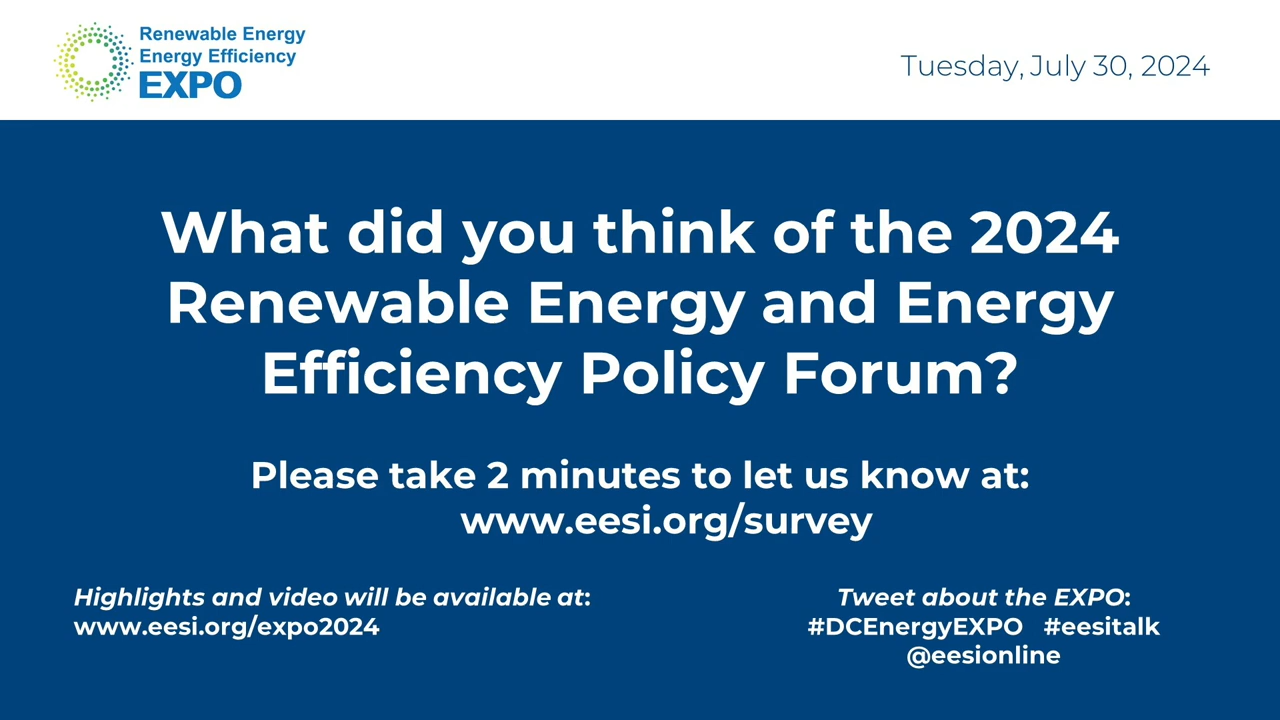 Renewable Energy
Energy Efficiency
EXPO
Tuesday, July 30, 2024
What did you think of the 2024
Renewable Energy and Energy
Efficiency Policy Forum?
Please take 2 minutes to let us know at:
www.eesi.org/survey
Highlights and video will be available at:
www.eesi.org/expo2024
Tweet about the EXPO:
#DCEnergyEXPO #eesitalk
@eesionline